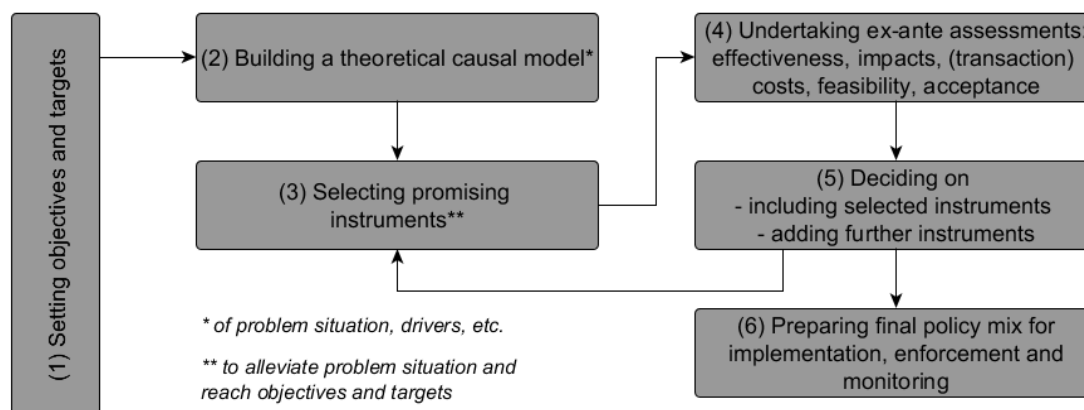 (1) Setting objectives and targets
(2) Building a theoretical causal model*
(3) Selecting promising
instruments**
(4) Undertaking ex-ante assessments:
effectiveness, impacts, (transaction)
costs, feasibility, acceptance
(5) Deciding on
- including selected instruments
- adding further instruments
(6) Preparing final policy mix for
implementation, enforcement and
monitoring
* of problem situation, drivers, etc.
** to alleviate problem situation and
reach objectives and targets